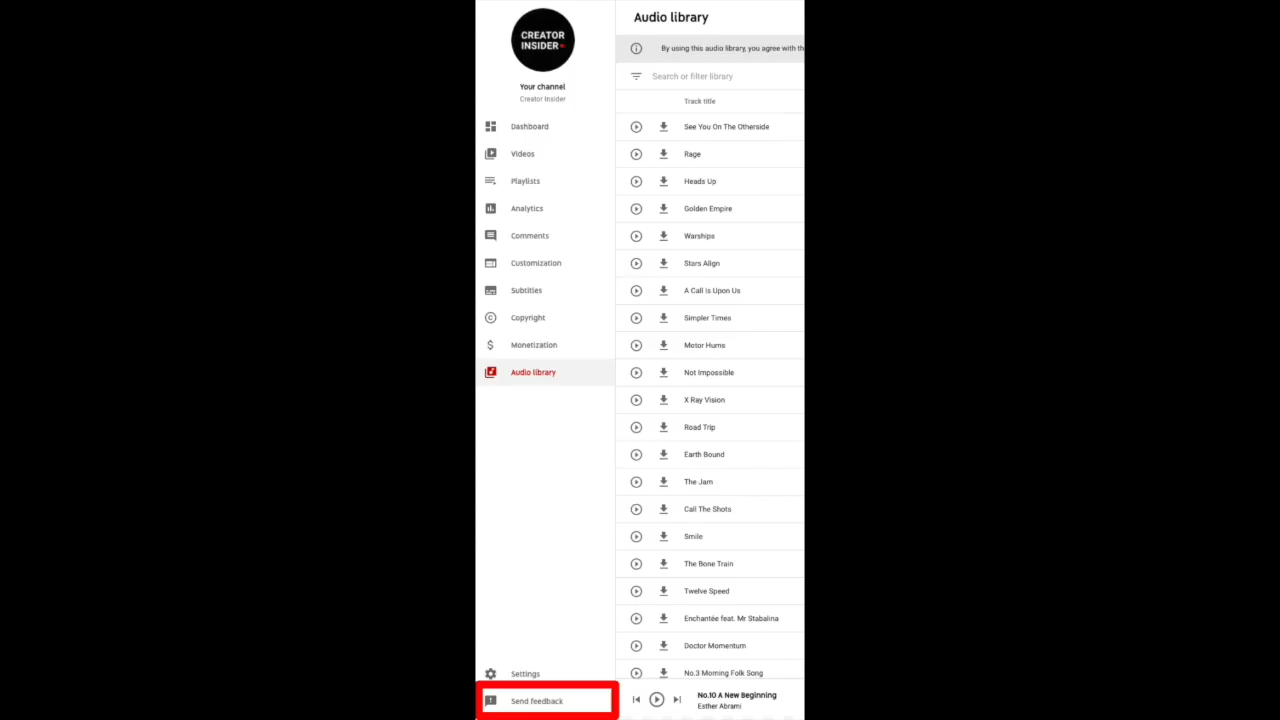 CREATOR
INSIDER
Your channel
Creator Insider
Dashboard
Videos
Playlists
Analytics
Comments
Customization
Subtitles
Copyright
Monetization
Audio library
Settings
Send feedback
Audio library
By using this audio library, you agree with th
Search or filter library
Track title
See You On The Otherside
Rage
Heads Up
Golden Empire
Warships
Stars Align
A Call Is Upon Us
Simpler Times
Motor Hums
Not Impossible
X Ray Vision
Road Trip
Earth Bound
The Jam
Call The Shots
Smile
The Bone Train
Twelve Speed
Enchantée feat. Mr Stabalina
Doctor Momentum
No.3 Morning Folk Song
No.10 A New Beginning
Esther Abrami